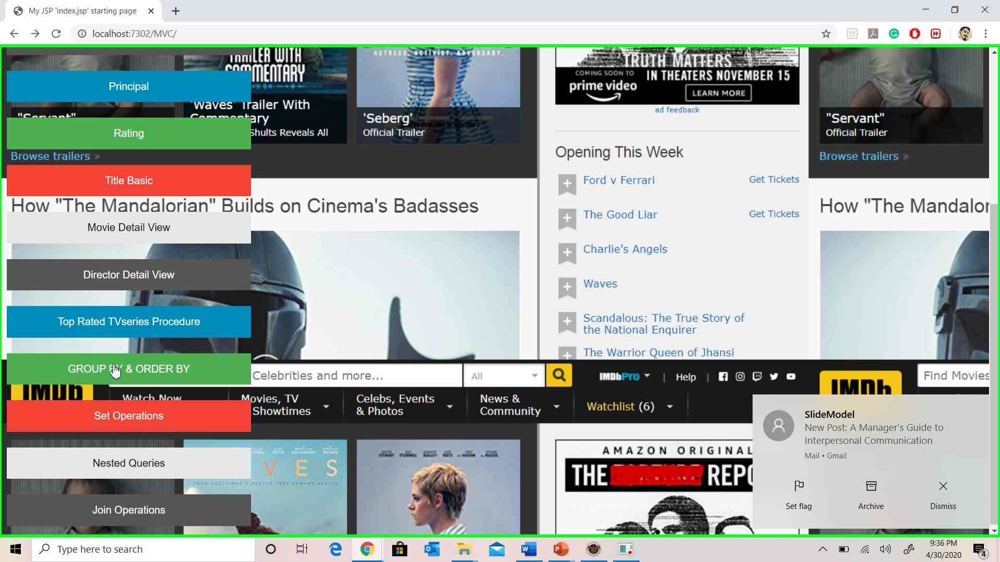 My JSP 'index.jsp' starting page
localhost:7302/MVC/
Principal
Rating
Title Basic
Movie Detail View
Director Detail View
Top Rated TVseries Procedure
GROUP BY & ORDER BY
Set Operations
Nested Queries
Join Operations
"Servant"
Browse trailers »
TRAILER WITH
COMMENTARY
'Waves' Trailer With
Commentary
Shults Reveals All
ACTRESS. ACTIVIST. ADVERSARY.
'Seberg'
Official Trailer
TRUTH MATTERS
COMING SOON TO
prime video
IN THEATERS NOVEMBER 15
LEARN MORE
ad feedback
"Servant"
Official Trailer
Browse trailers »
Opening This Week
Ford v Ferrari
Get Tickets
The Good Liar
Get Tickets
Charlie's Angels
Waves
Scandalous: The True Story of
the National Enquirer
The Warrior Queen of Jhansi
How "The Mandalorian" Builds on Cinema's Badasses
How "The Mandalor
Celebrities and more...
All
IMDbPro
Help
IMDb
Watch Now
Movies, TV
Showtimes
Celebs, Events
& Photos
News &
Community
Watchlist (6)
IMDb
Find Movies
VES
AMAZON ORIGINAL
THE REPO
SlideModel
New Post: A Manager's Guide to
Interpersonal Communication
Mail • Gmail
Set flag
Archive
Dismiss
Type here to search
9:36 PM
4/30/2020
4